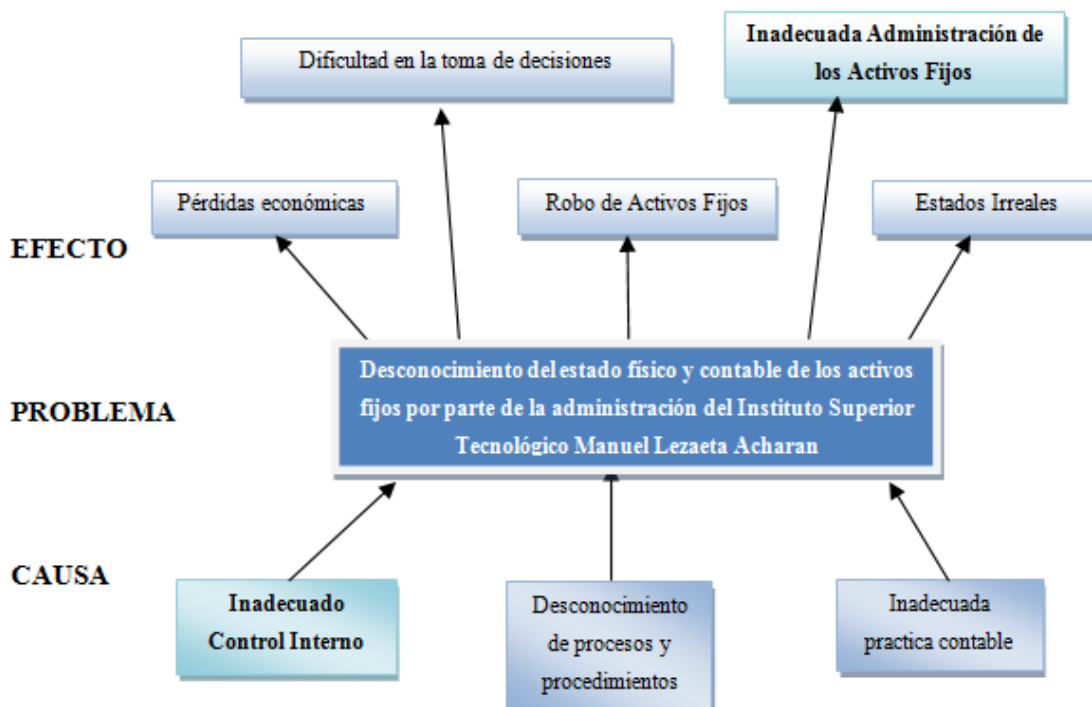 Dificultad en la toma de decisiones
Inadecuada Administración de
los Activos Fijos
Pérdidas económicas
Robo de Activos Fijos
Estados Irreales
EFECTO
Desconocimiento del estado físico y contable de los activos
fijos por parte de la administración del Instituto Superior
Tecnológico Manuel Lezaeta Acharan
PROBLEMA
CAUSA
Inadecuado
Control Interno
Desconocimiento
de procesos y
procedimientos
Inadecuada
practica contable